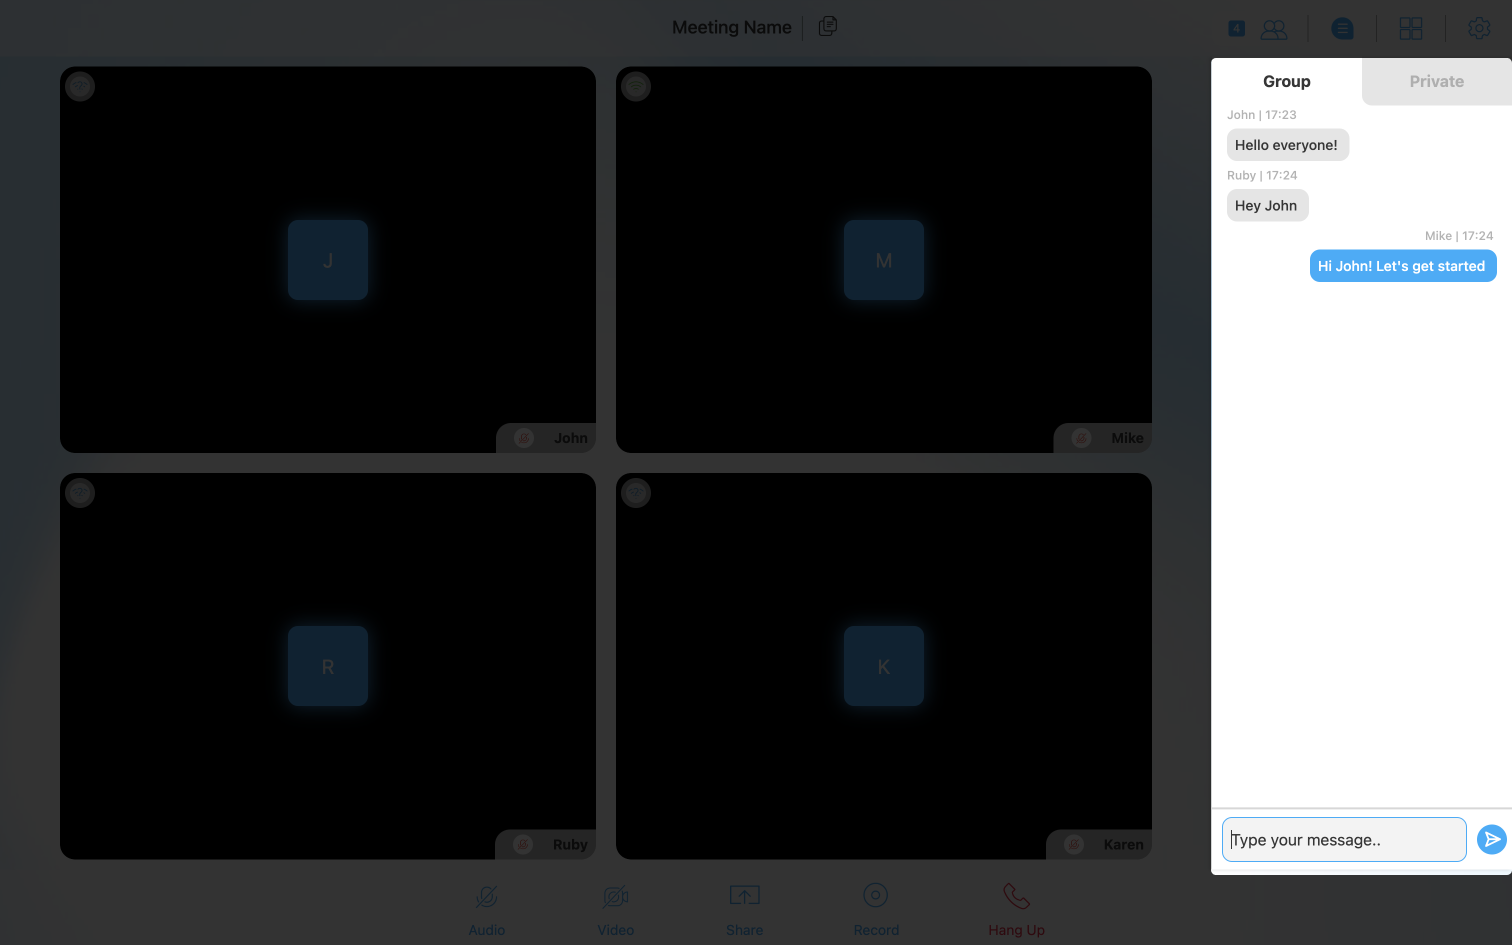 Meeting Name
4
Group
Private
John | 17:23
Hello everyone!
Ruby | 17:24
Hey John
Mike | 17:24
Hi John! Let's get started
J
M
John
Mike
R
K
Ruby
Karen
Type your message..
Audio
Video
Share
Record
Hang Up